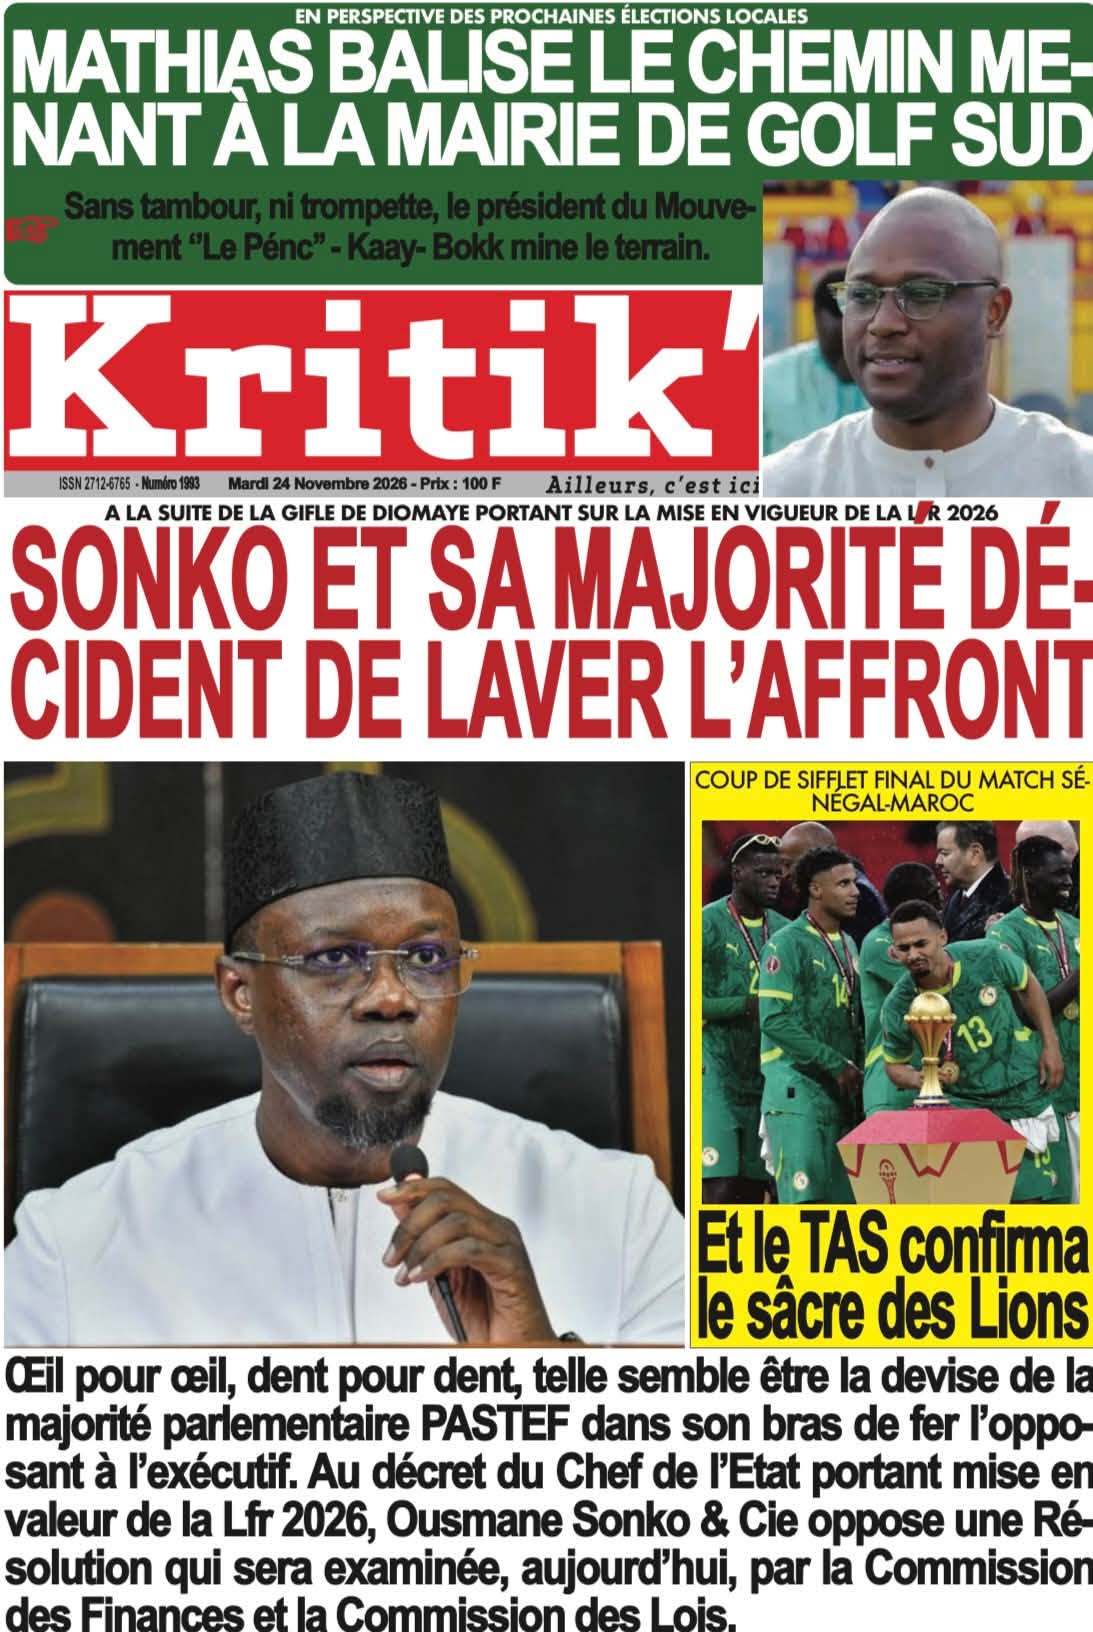 EN PERSPECTIVE DES PROCHAINES ÉLECTIONS LOCALES
MATHIAS BALISE LE CHEMIN ME-
NANT À LA MAIRIE DE GOLF SUD
Sans tambour, ni trompette, le président du Mouve-
ment ‘’Le Pénc’’ - Kaay- Bokk mine le terrain.
Kritik’
ISSN 2712-6765 - Numéro 1993 Mardi 24 Novembre 2026 - Prix : 100 F Ailleurs, c’est ici
A LA SUITE DE LA GIFLE DE DIOMAYE PORTANT SUR LA MISE EN VIGUEUR DE LA LFR 2026
SONKO ET SA MAJORITÉ DÉ-
CIDENT DE LAVER L’AFFRONT
COUP DE SIFFLET FINAL DU MATCH SÉ-
NÉGAL-MAROC
14
13
Et le TAS confirma
le sâcre des Lions
Œil pour œil, dent pour dent, telle semble être la devise de la
majorité parlementaire PASTEF dans son bras de fer l’oppo-
sant à l’exécutif. Au décret du Chef de l’Etat portant mise en
valeur de la Lfr 2026, Ousmane Sonko & Cie oppose une Ré-
solution qui sera examinée, aujourd’hui, par la Commission
des Finances et la Commission des Lois.